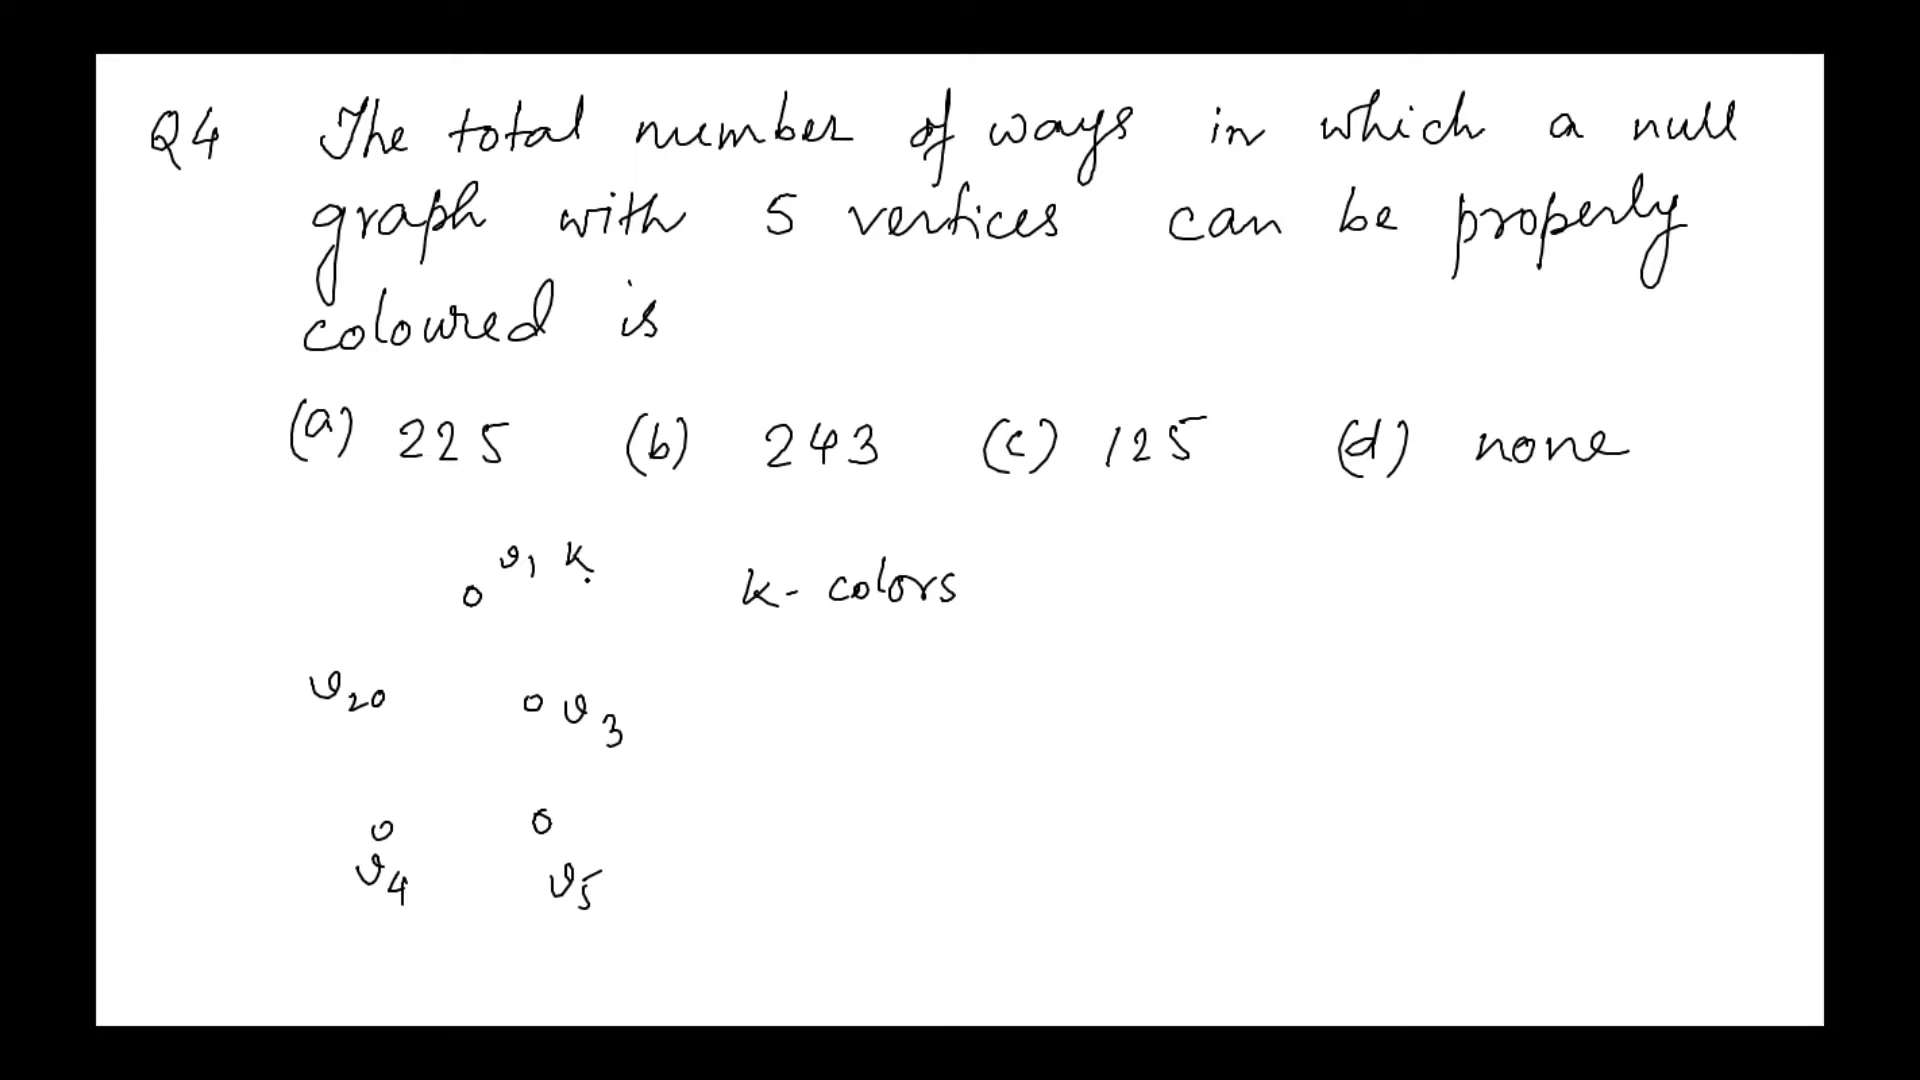 Q4 The total number of ways in which a null
graph with 5 vertices can be properly
coloured is
(a) 225 (b) 243 (c) 125 (d) none
v1 k k- colors
v2 o v3
v4 v5